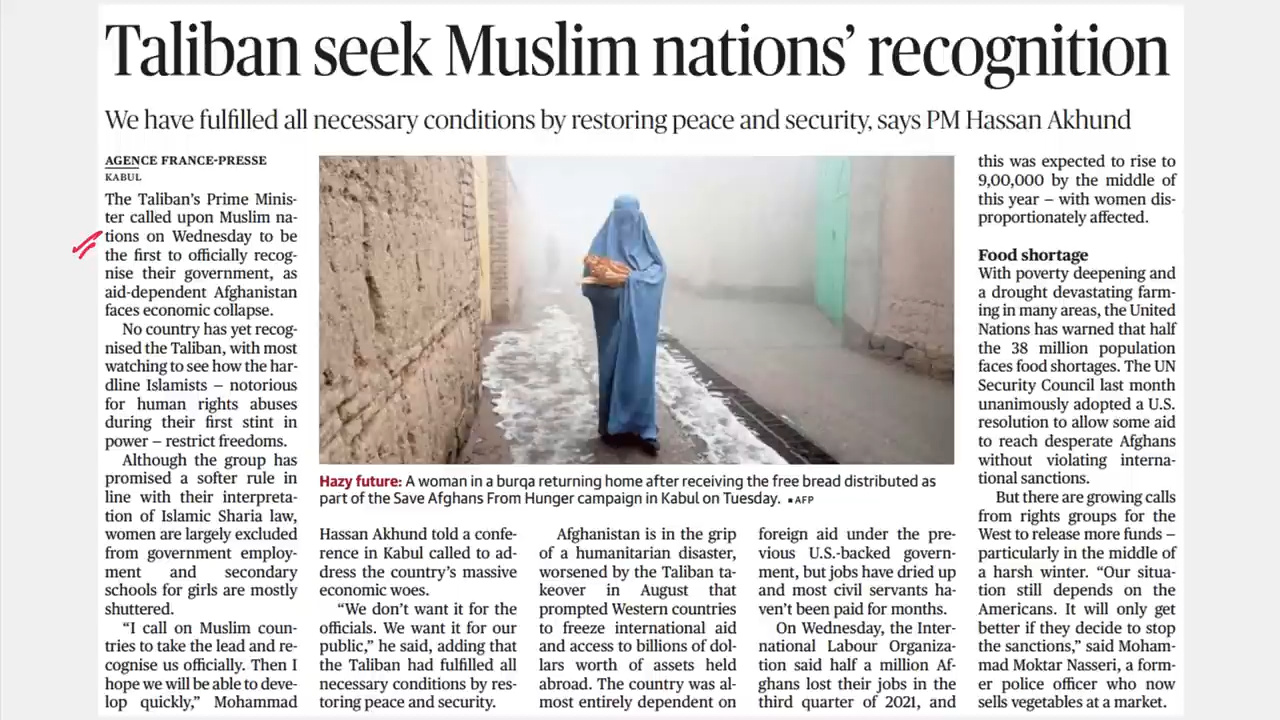 Taliban seek Muslim nations’ recognition
We have fulfilled all necessary conditions by restoring peace and security, says PM Hassan Akhund
AGENCE FRANCE-PRESSE
KABUL
The Taliban’s Prime Minis-
ter called upon Muslim na-
tions on Wednesday to be
the first to officially recog-
nise their government, as
aid-dependent Afghanistan
faces economic collapse.
No country has yet recog-
nised the Taliban, with most
watching to see how the har-
dline Islamists – notorious
for human rights abuses
during their first stint in
power – restrict freedoms.
Although the group has
promised a softer rule in
line with their interpreta-
tion of Islamic Sharia law,
women are largely excluded
from government employ-
ment and secondary
schools for girls are mostly
shuttered.
“I call on Muslim coun-
tries to take the lead and re-
cognise us officially. Then I
hope we will be able to deve-
lop quickly,” Mohammad
Hazy future: A woman in a burqa returning home after receiving the free bread distributed as
part of the Save Afghans From Hunger campaign in Kabul on Tuesday. ▪AFP
Hassan Akhund told a confe-
rence in Kabul called to ad-
dress the country’s massive
economic woes.
“We don’t want it for the
officials. We want it for our
public,” he said, adding that
the Taliban had fulfilled all
necessary conditions by res-
toring peace and security.
Afghanistan is in the grip
of a humanitarian disaster,
worsened by the Taliban ta-
keover in August that
prompted Western countries
to freeze international aid
and access to billions of dol-
lars worth of assets held
abroad. The country was al-
most entirely dependent on
foreign aid under the pre-
vious U.S.-backed govern-
ment, but jobs have dried up
and most civil servants ha-
ven’t been paid for months.
On Wednesday, the Inter-
national Labour Organiza-
tion said half a million Af-
ghans lost their jobs in the
third quarter of 2021, and
this was expected to rise to
9,00,000 by the middle of
this year – with women dis-
proportionately affected.
Food shortage
With poverty deepening and
a drought devastating farm-
ing in many areas, the United
Nations has warned that half
the 38 million population
faces food shortages. The UN
Security Council last month
unanimously adopted a U.S.
resolution to allow some aid
to reach desperate Afghans
without violating interna-
tional sanctions.
But there are growing calls
from rights groups for the
West to release more funds –
particularly in the middle of
a harsh winter. “Our situa-
tion still depends on the
Americans. It will only get
better if they decide to stop
the sanctions,” said Moham-
mad Moktar Nasseri, a form-
er police officer who now
sells vegetables at a market.